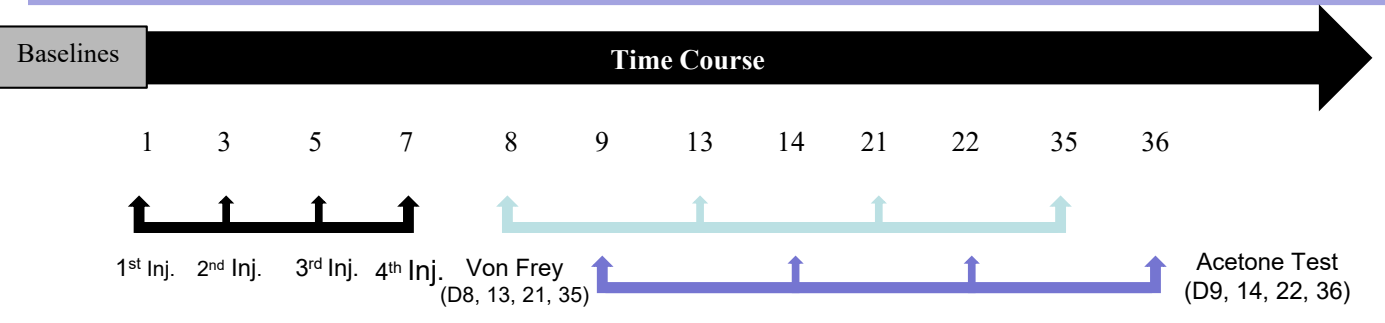 Baselines
Time Course
1 3 5 7 8 9 13 14 21 22 35 36
1st Inj. 2nd Inj. 3rd Inj. 4th Inj. Von Frey Acetone Test
(D8, 13, 21, 35) (D9, 14, 22, 36)